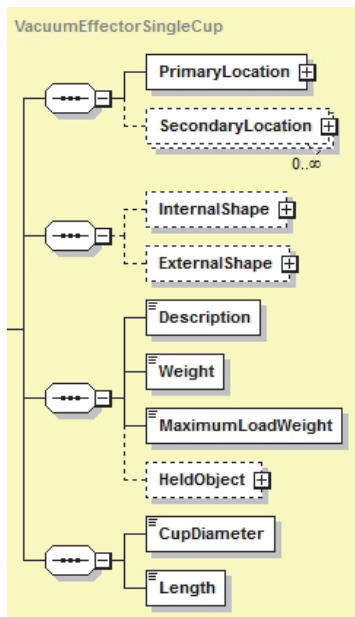 VacuumEffectorSingleCup
PrimaryLocation
SecondaryLocation
0..∞
InternalShape
ExternalShape
Description
Weight
MaximumLoadWeight
HeldObject
CupDiameter
Length